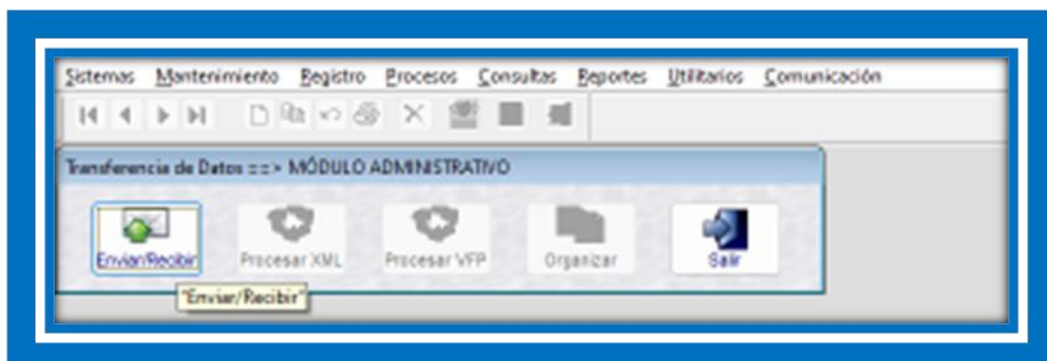 Sistemas Mantenimiento Registro Procesos Consultas Reportes Utilitarios Comunicación
Transferencia de Datos ==> MÓDULO ADMINISTRATIVO
Enviar/Recibir Procesar XML Procesar VFP Organizar Salir
"Enviar/Recibir"